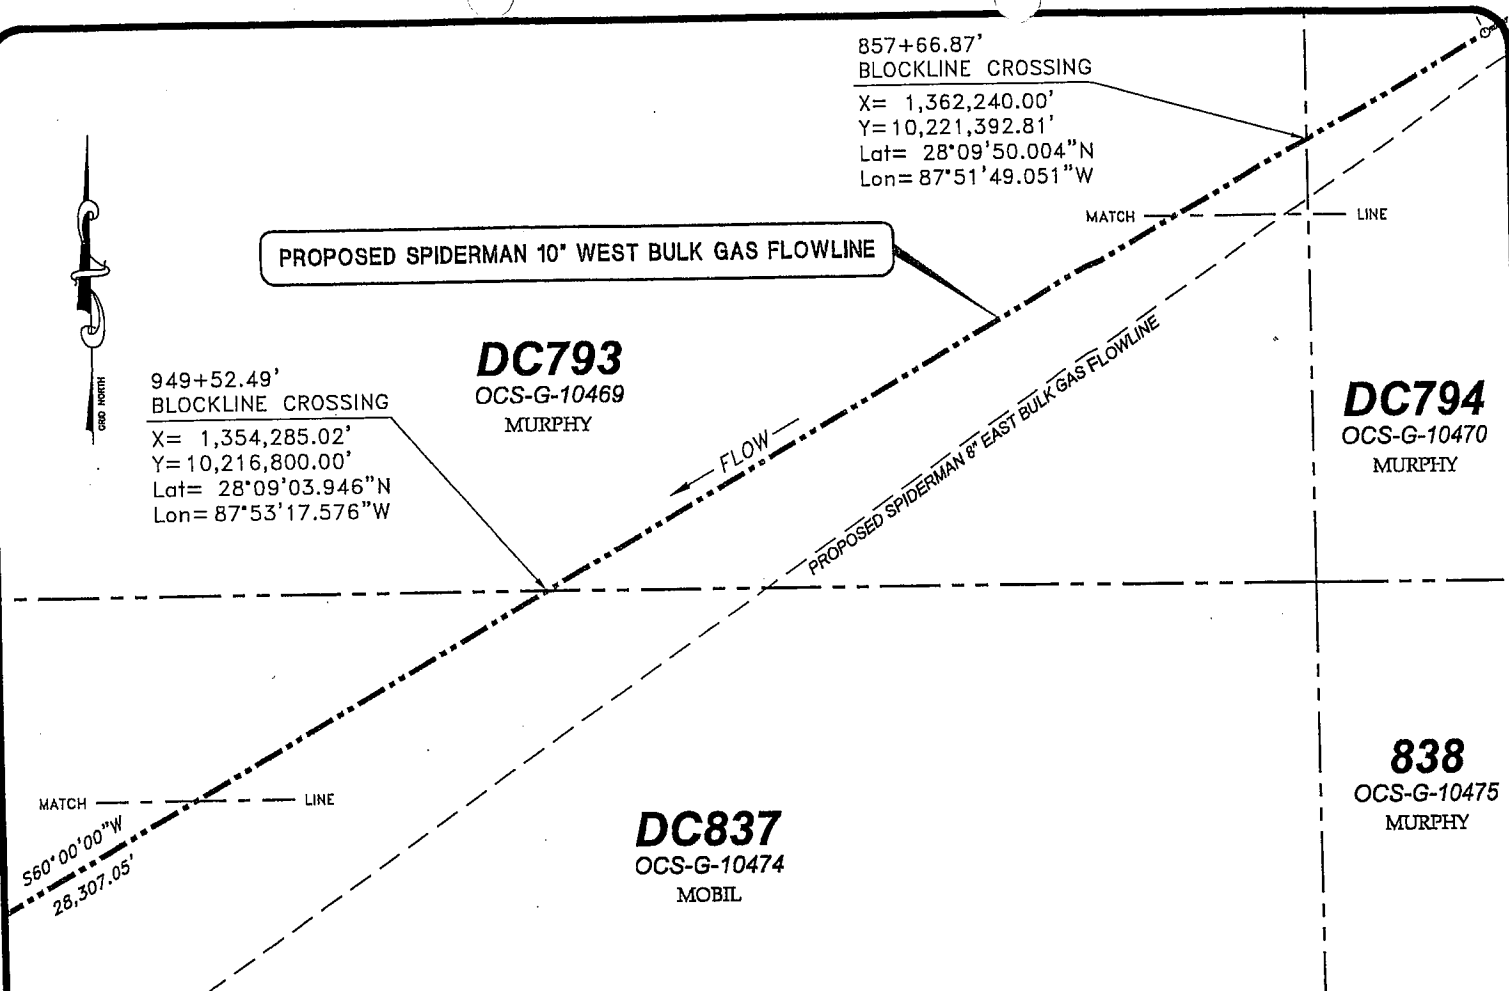 857+66.87'
BLOCKLINE CROSSING
X= 1,362,240.00'
Y=10,221,392.81'
Lat= 28°09'50.004"N
Lon=87°51'49.051"W
MATCH LINE
PROPOSED SPIDERMAN 10" WEST BULK GAS FLOWLINE
GRID NORTH
DC793
OCS-G-10469
MURPHY
949+52.49'
BLOCKLINE CROSSING
X= 1,354,285.02'
Y=10,216,800.00'
Lat= 28°09'03.946"N
Lon=87°53'17.576"W
FLOW
PROPOSED SPIDERMAN 8" EAST BULK GAS FLOWLINE
DC794
OCS-G-10470
MURPHY
838
OCS-G-10475
MURPHY
MATCH LINE
S60°00'00"W
28,307.05'
DC837
OCS-G-10474
MOBIL